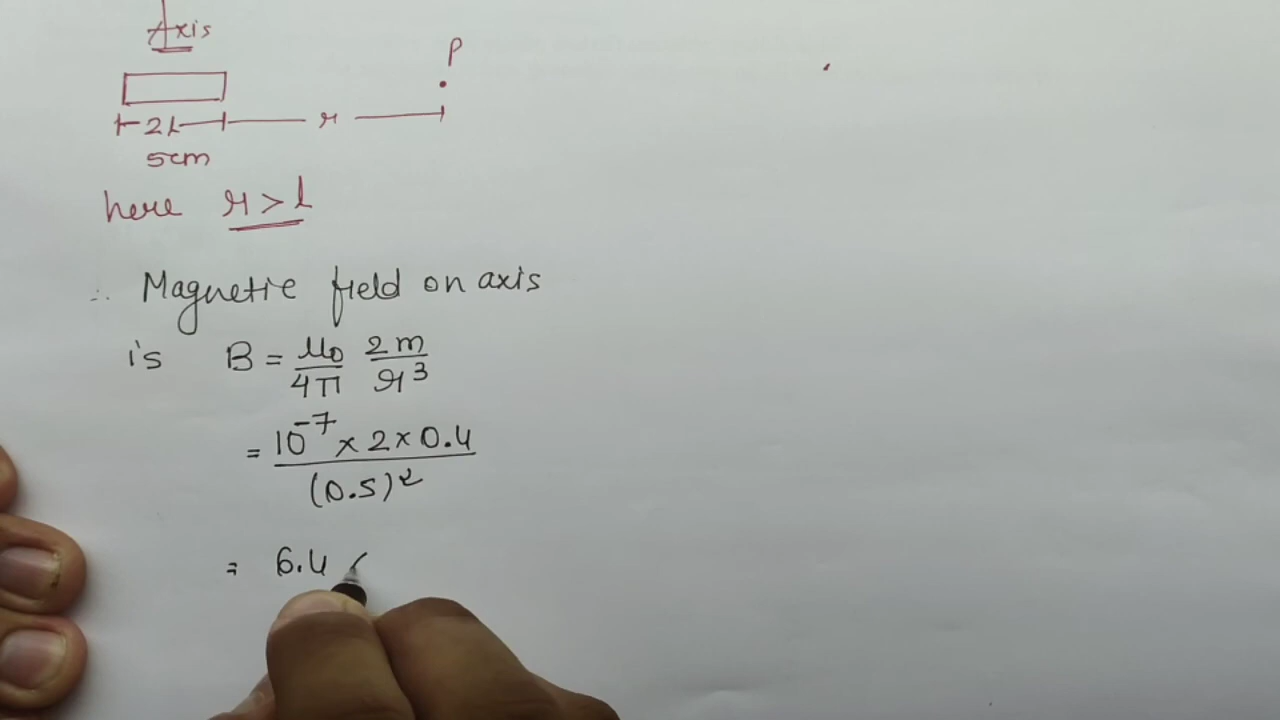 Axis
P
2l r
5cm
here r > l
∴ Magnetic field on axis
is B = μ0/4π 2m/r³
= 10⁻⁷ × 2 × 0.4/(0.5)²
= 6.4